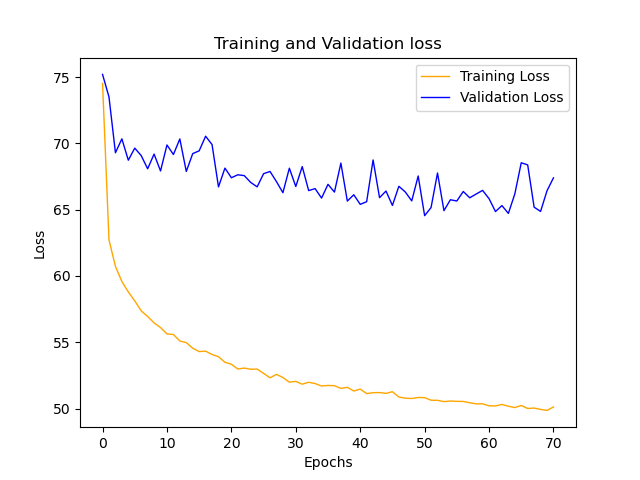 Training and Validation loss
Training Loss
Validation Loss
75
70
65
60
55
50
Loss
0 10 20 30 40 50 60 70
Epochs